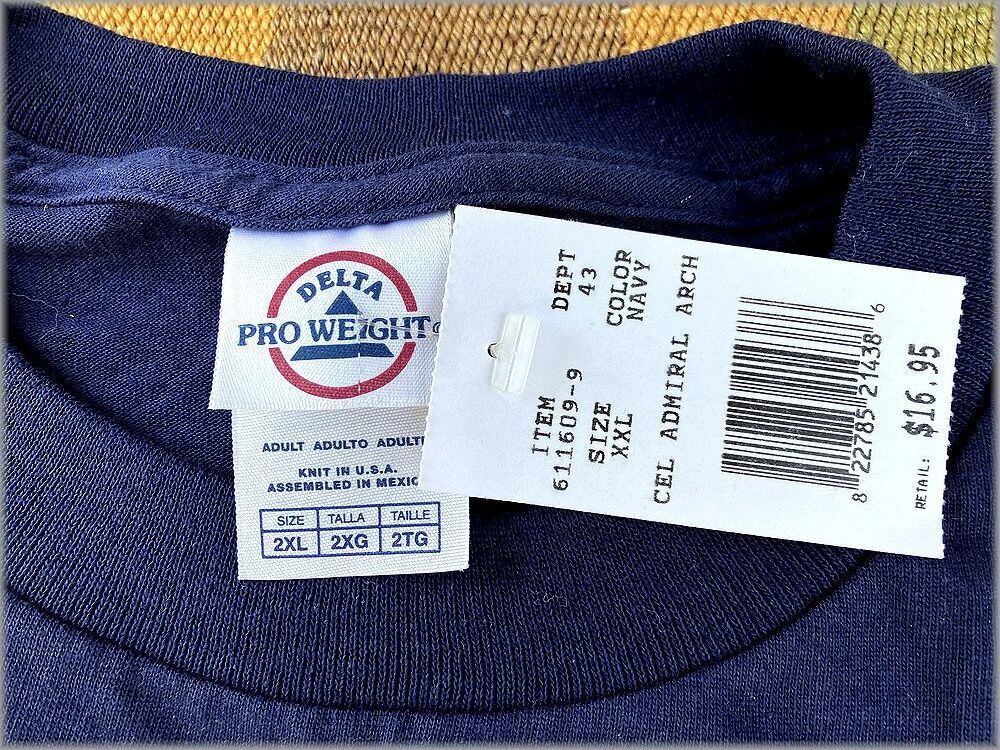 DELTA
PRO WEIGHT®
ADULT ADULTO ADULTE
KNIT IN U.S.A.
ASSEMBLED IN MEXIC
SIZE TALLA TAILLE
2XL 2XG 2TG
ITEM DEPT
611609-9 43
SIZE COLOR
XXL NAVY
CEL ADMIRAL ARCH
8 22785 21438 6
RETAIL: $16.95